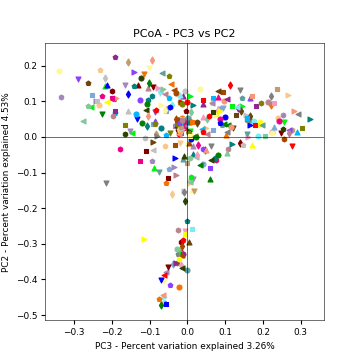 PCoA - PC3 vs PC2
PC2 - Percent variation explained 4.53%
0.2
0.1
0.0
−0.1
−0.2
−0.3
−0.4
−0.5
−0.3 −0.2 −0.1 0.0 0.1 0.2 0.3
PC3 - Percent variation explained 3.26%